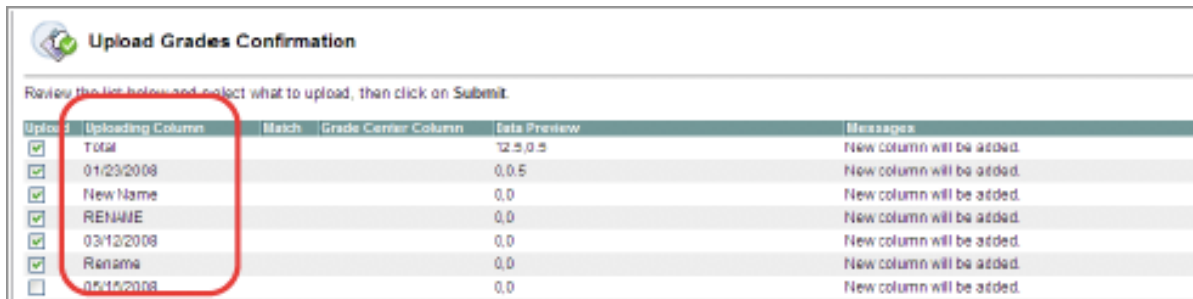 Upload Grades Confirmation
Review the list below and select what to upload, then click on Submit.
Upload Uploading Column Match Grade Center Column Data Preview Messages
Total 12.5,0.5 New column will be added.
01/23/2008 0,0.5 New column will be added.
New Name 0,0 New column will be added.
RENAME 0,0 New column will be added.
03/12/2008 0,0 New column will be added.
Rename 0,0 New column will be added.
05/15/2008 0,0 New column will be added.